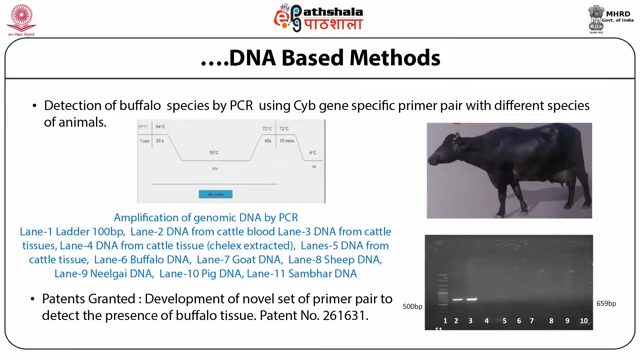 Pathshala
पाठशाला
MHRD
Govt. of India
....DNA Based Methods
• Detection of buffalo species by PCR using Cyb gene specific primer pair with different species
of animals.
94°C
72°C 72°C
30 s
45s 10 mins
55°C
4°C
Amplification of genomic DNA by PCR
Lane-1 Ladder 100bp, Lane-2 DNA from cattle blood Lane-3 DNA from cattle
tissues, Lane-4 DNA from cattle tissue (chelex extracted), Lanes-5 DNA from
cattle tissue, Lane-6 Buffalo DNA, Lane-7 Goat DNA, Lane-8 Sheep DNA,
Lane-9 Neelgai DNA, Lane-10 Pig DNA, Lane-11 Sambhar DNA
• Patents Granted : Development of novel set of primer pair to
detect the presence of buffalo tissue. Patent No. 261631.
500bp
659bp
1 2 3 4 5 6 7 8 9 10
11